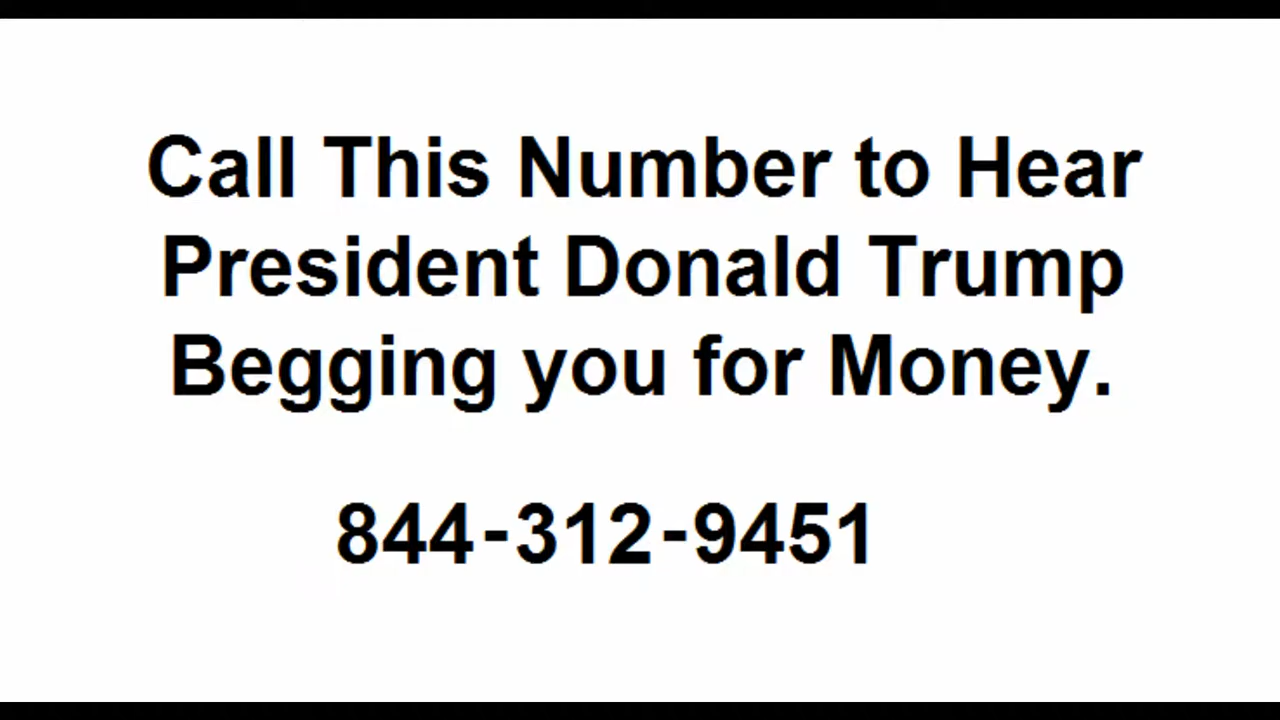 Call This Number to Hear
President Donald Trump
Begging you for Money.
844-312-9451